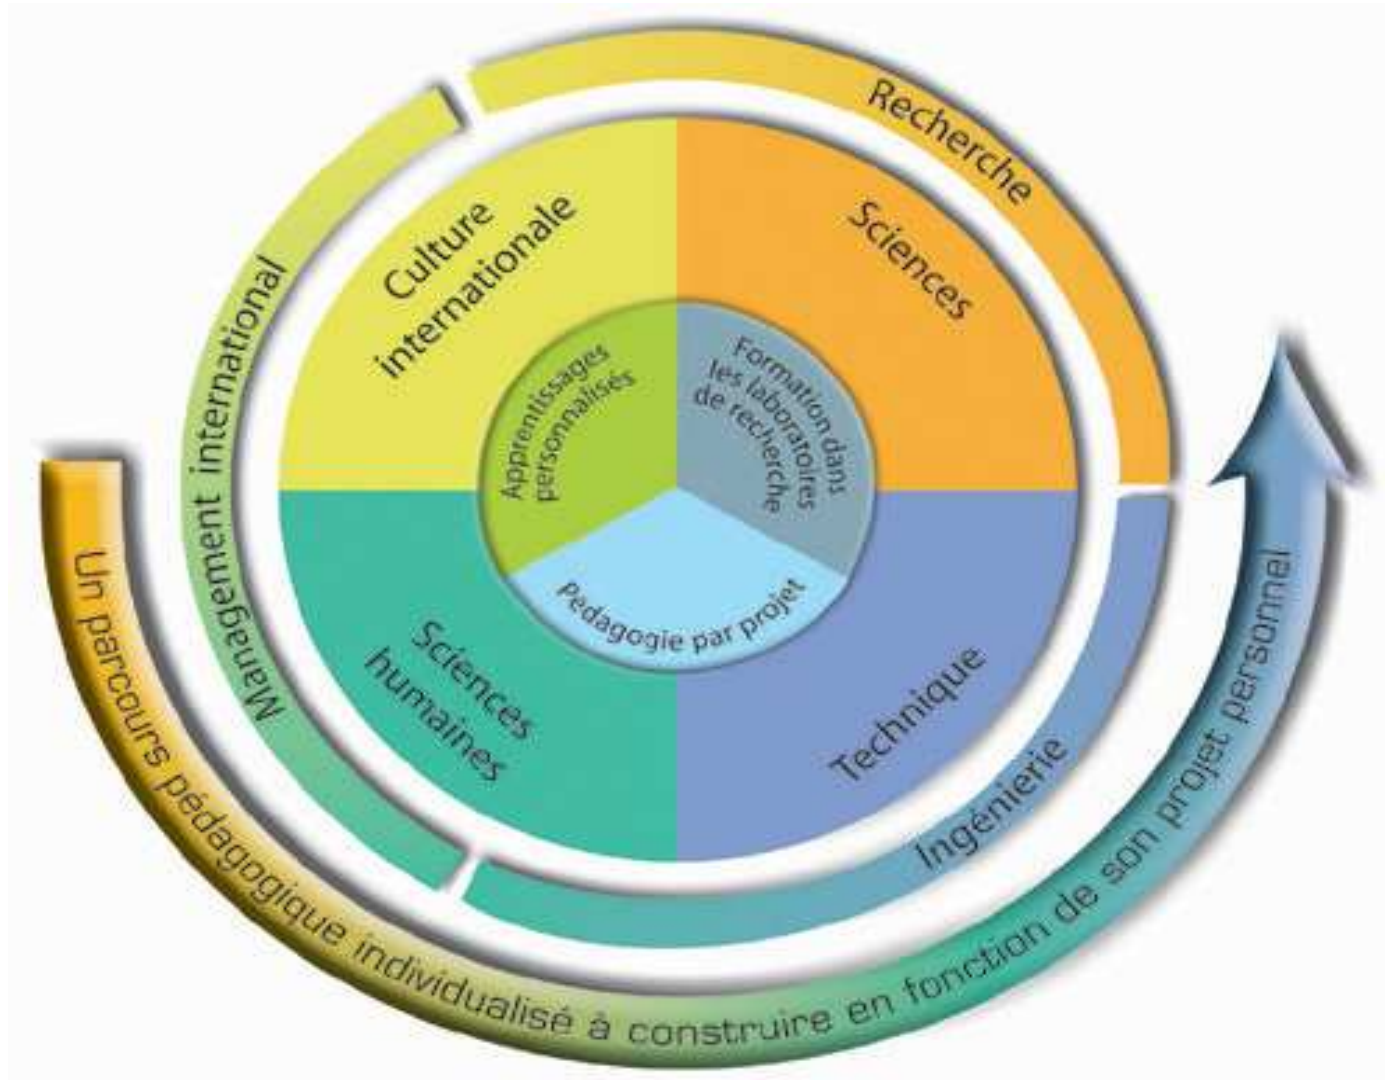 Recherche
Management international
Culture
internationale
Sciences
Apprentissages
personnalisés
Formation dans
les laboratoires
de recherche
Pédagogie par projet
Sciences
humaines
Technique
Ingénierie
Un parcours pédagogique individualisé à construire en fonction de son projet personnel